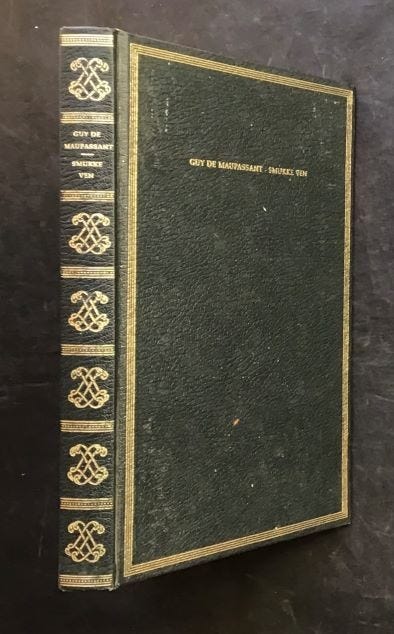 GUY DE
MAUPASSANT
SMUKKE
VEN
GUY DE MAUPASSANT · SMUKKE VEN